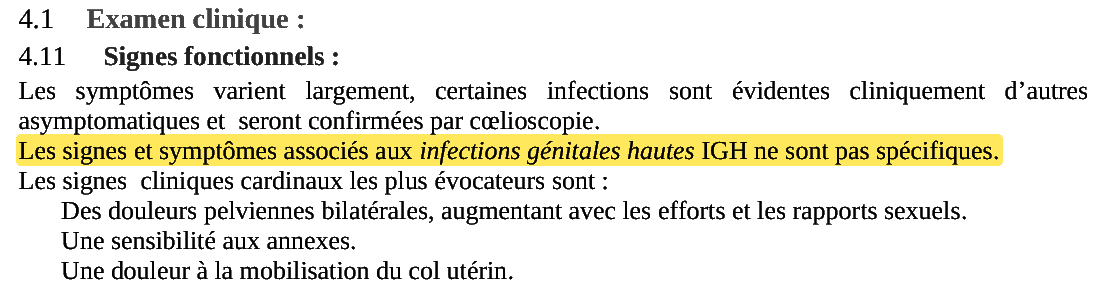 4.1 Examen clinique :
4.11 Signes fonctionnels :
Les symptômes varient largement, certaines infections sont évidentes cliniquement d’autres
asymptomatiques et seront confirmées par cœlioscopie.
Les signes et symptômes associés aux infections génitales hautes IGH ne sont pas spécifiques.
Les signes cliniques cardinaux les plus évocateurs sont :
Des douleurs pelviennes bilatérales, augmentant avec les efforts et les rapports sexuels.
Une sensibilité aux annexes.
Une douleur à la mobilisation du col utérin.